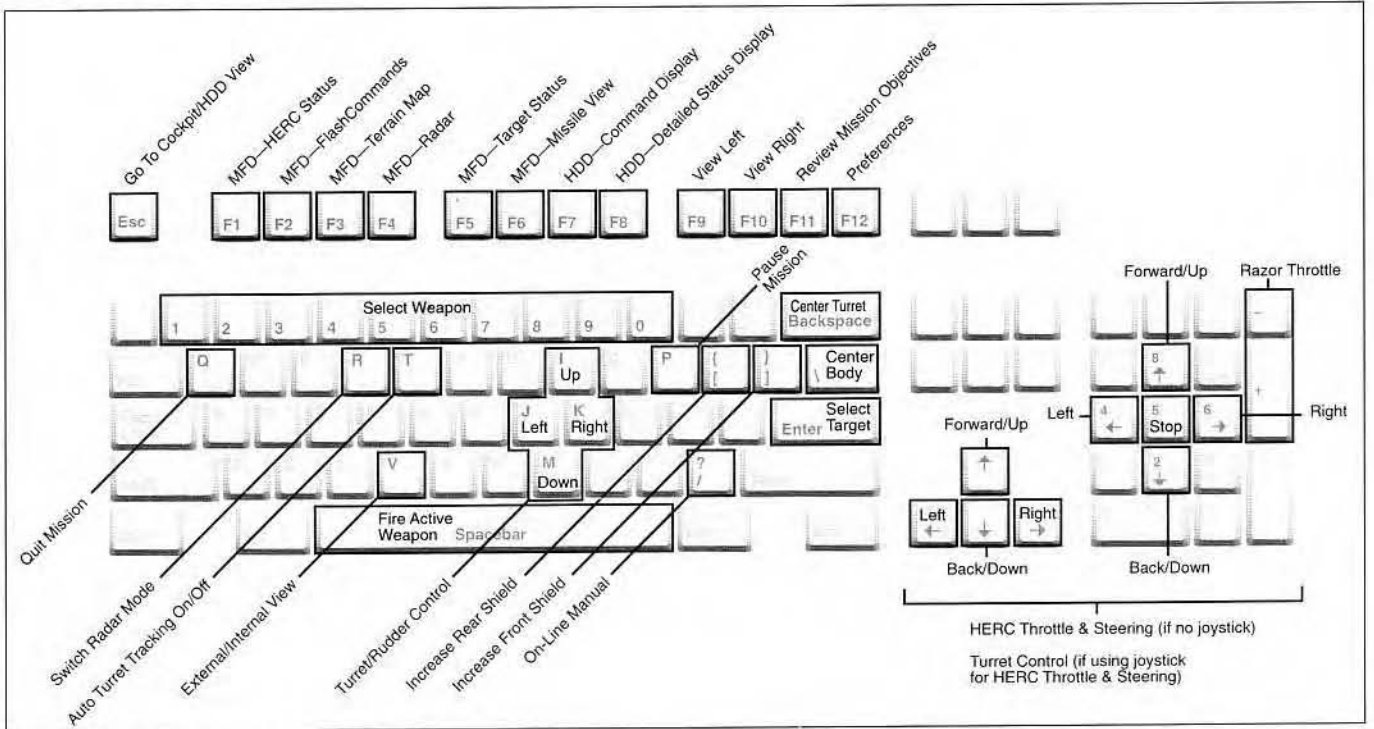 Go To Cockpit/HDD View
MFD—HERC Status
MFD—FlashCommands
MFD—Terrain Map
MFD—Radar
MFD—Target Status
MFD—Missile View
HDD—Command Display
HDD—Detailed Status Display
View Left
View Right
Review Mission Objectives
Preferences
Esc
F1
F2
F3
F4
F5
F6
F7
F8
F9
F10
F11
F12
Pause
Mission
Forward/Up
Razor Throttle
Select Weapon
1 2 3 4 5 6 7 8 9 0
Center Turret
Backspace
−
Q
R
T
I
Up
P
(
[
)
]
\
Center
Body
8
↑
+
J
Left
K
Right
Enter
Select
Target
Forward/Up
Left
4
←
5
Stop
6
→
Right
V
M
Down
?
/
↑
2
↓
Fire Active
Weapon
Spacebar
Left
←
↓
Right
→
Back/Down
Back/Down
Quit Mission
Switch Radar Mode
Auto Turret Tracking On/Off
External/Internal View
Turret/Rudder Control
Increase Rear Shield
Increase Front Shield
On-Line Manual
HERC Throttle & Steering (if no joystick)
Turret Control (if using joystick
for HERC Throttle & Steering)